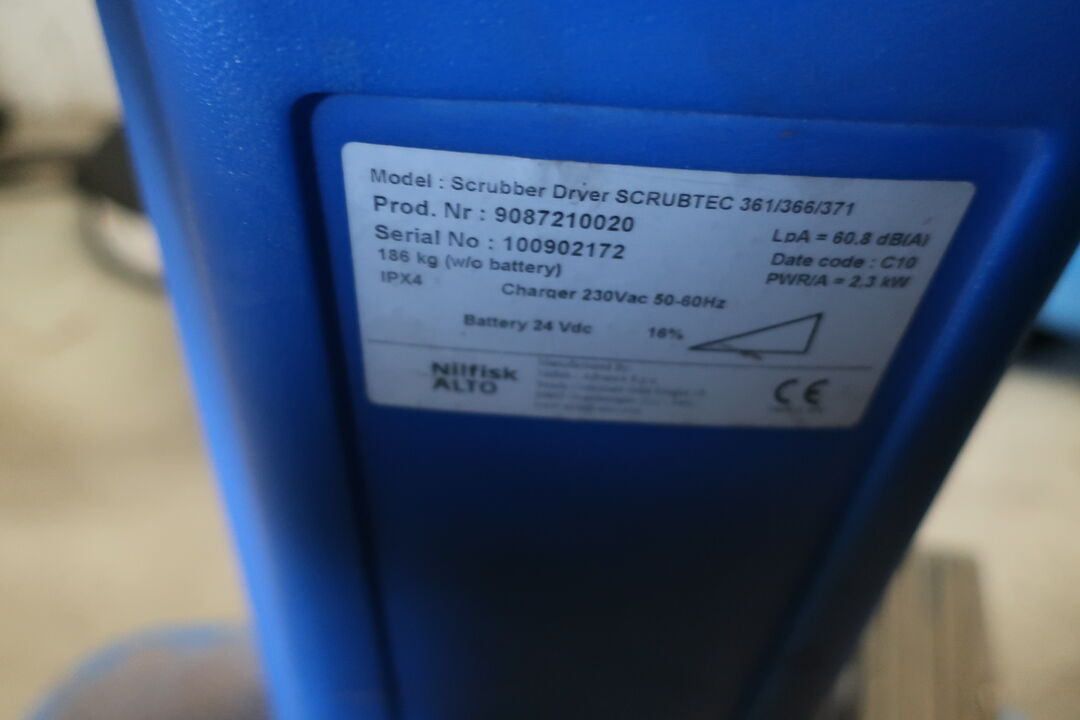 Model : Scrubber Dryer SCRUBTEC 361/366/371
Prod. Nr : 9087210020
LpA = 60.8 dB(A)
Serial No : 100902172
Date code : C10
186 kg (w/o battery)
PWR/A = 2,3 kW
IPX4
Charger 230Vac 50-60Hz
Battery 24 Vdc
16%
Nilfisk
ALTO
Manufactured by
CE